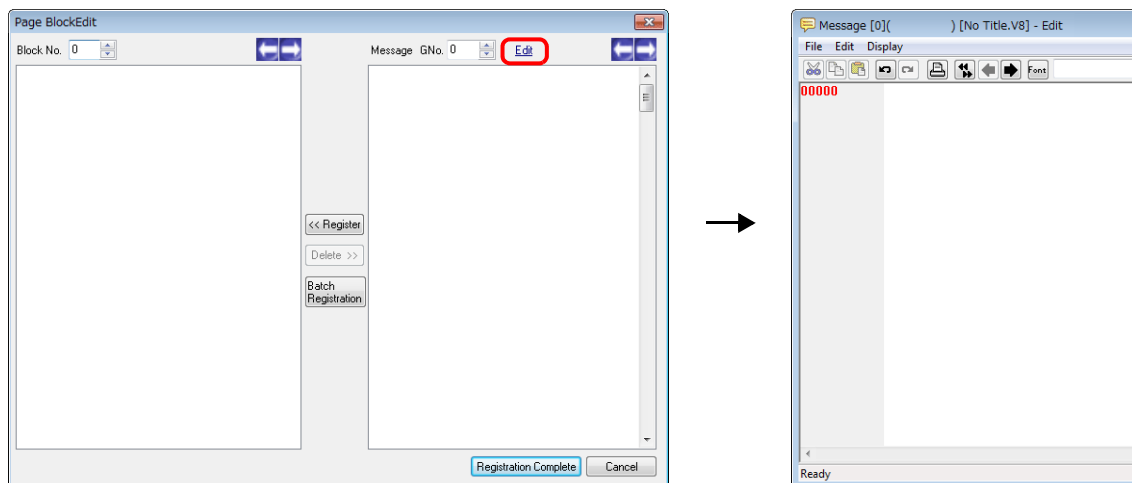 Page BlockEdit
Block No. 0
Message GNo. 0 Edit
<< Register
Delete >>
Batch
Registration
Registration Complete Cancel
Message [0]( ) [No Title.V8] - Edit
File Edit Display
Font
00000
Ready